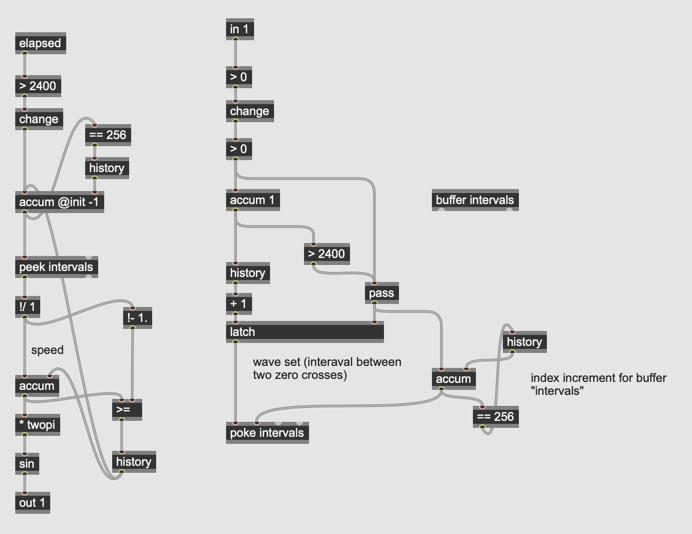 elapsed
> 2400
change
== 256
history
accum @init -1
peek intervals
!/ 1
!- 1.
speed
accum
>=
* twopi
sin
history
out 1
in 1
> 0
change
> 0
accum 1
> 2400
history
pass
+ 1
latch
wave set (interaval between
two zero crosses)
poke intervals
buffer intervals
history
accum
index increment for buffer
"intervals"
== 256